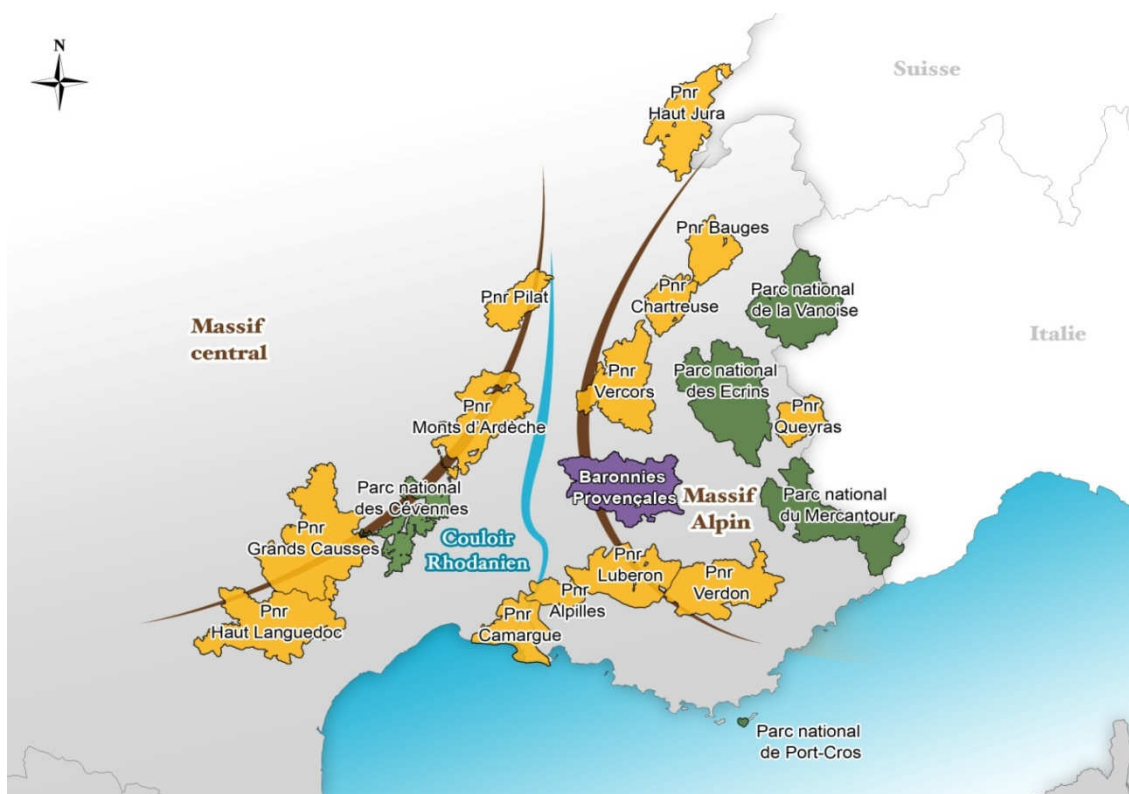 N
Suisse
Pnr
Haut Jura
Pnr Bauges
Pnr Pilat
Pnr
Chartreuse
Parc national
de la Vanoise
Massif
central
Italie
Pnr
Vercors
Parc national
des Ecrins
Pnr
Queyras
Pnr
Monts d'Ardèche
Baronnies
Provençales
Massif
Alpin
Parc national
des Cévennes
Parc national
du Mercantour
Couloir
Rhodanien
Pnr
Grands Causses
Pnr
Luberon
Pnr
Verdon
Pnr
Alpilles
Pnr
Haut Languedoc
Pnr
Camargue
Parc national
de Port-Cros